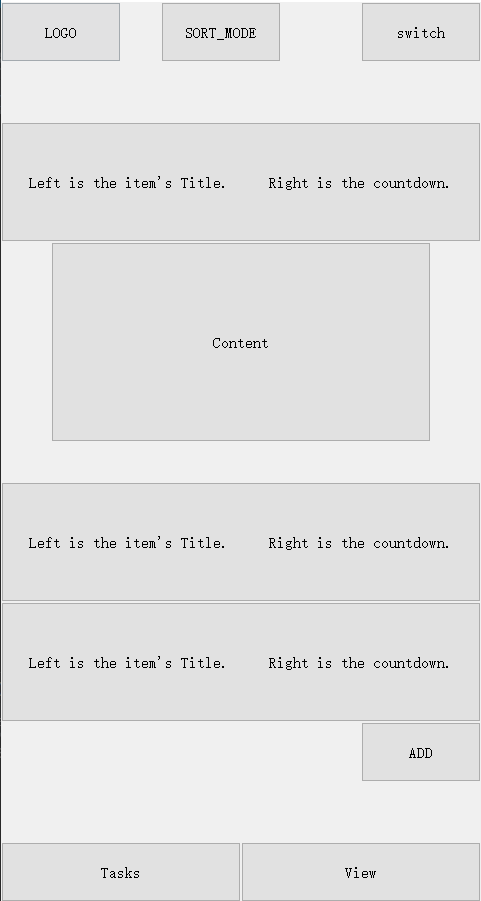 LOGO SORT_MODE switch
Left is the item's Title. Right is the countdown.
Content
Left is the item's Title. Right is the countdown.
Left is the item's Title. Right is the countdown.
ADD
Tasks View